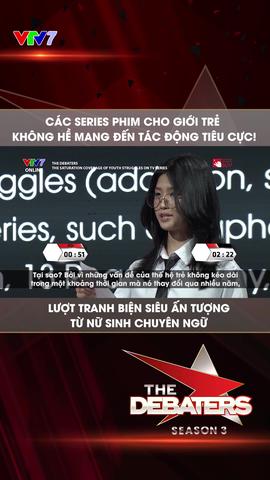 VTV7
CÁC SERIES PHIM CHO GIỚI TRẺ
KHÔNG HỀ MANG ĐẾN TÁC ĐỘNG TIÊU CỰC!
VTV7
ONLINE
THE DEBATERS
THE SATURATION COVERAGE OF YOUTH STRUGGLES ON TV SERIES
eries, such
00:51
02:22
Tại sao? Bởi vì những vấn đề của thế hệ trẻ không kéo dài
trong một khoảng thời gian mà nó thay đổi qua nhiều năm,
LƯỢT TRANH BIỆN SIÊU ẤN TƯỢNG
TỪ NỮ SINH CHUYÊN NGỮ
THE
DEBATERS
SEASON 3